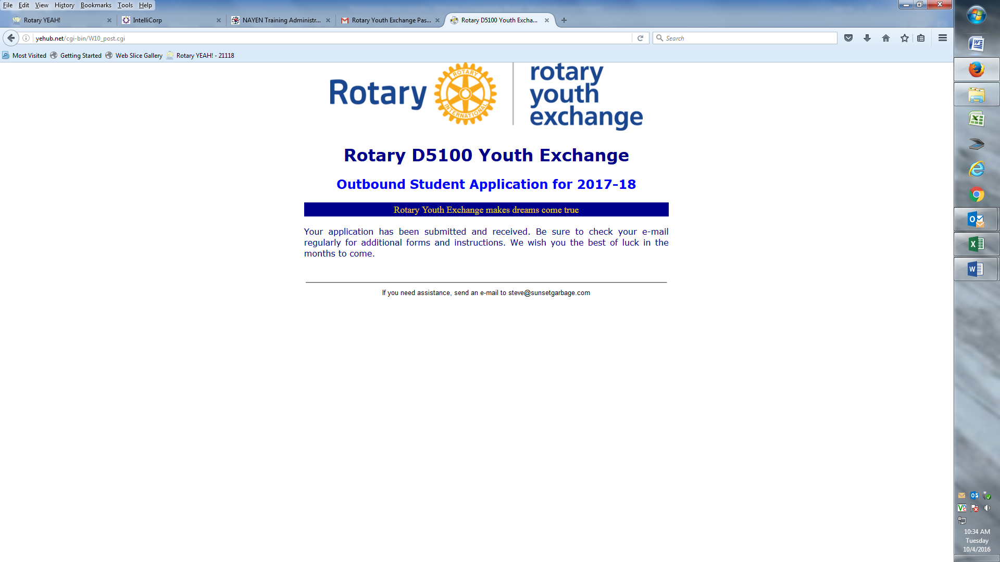 File Edit View History Bookmarks Tools Help
Rotary YEAH! IntelliCorp NAYEN Training Administr... Rotary Youth Exchange Pas... Rotary D5100 Youth Excha...
yehub.net/cgi-bin/W10_post.cgi Search
Most Visited Getting Started Web Slice Gallery Rotary YEAH! - 21118
Rotary
ROTARY
INTERNATIONAL
rotary
youth
exchange
Rotary D5100 Youth Exchange
Outbound Student Application for 2017-18
Rotary Youth Exchange makes dreams come true
Your application has been submitted and received. Be sure to check your e-mail
regularly for additional forms and instructions. We wish you the best of luck in the
months to come.
If you need assistance, send an e-mail to steve@sunsetgarbage.com
10:34 AM
Tuesday
10/4/2016